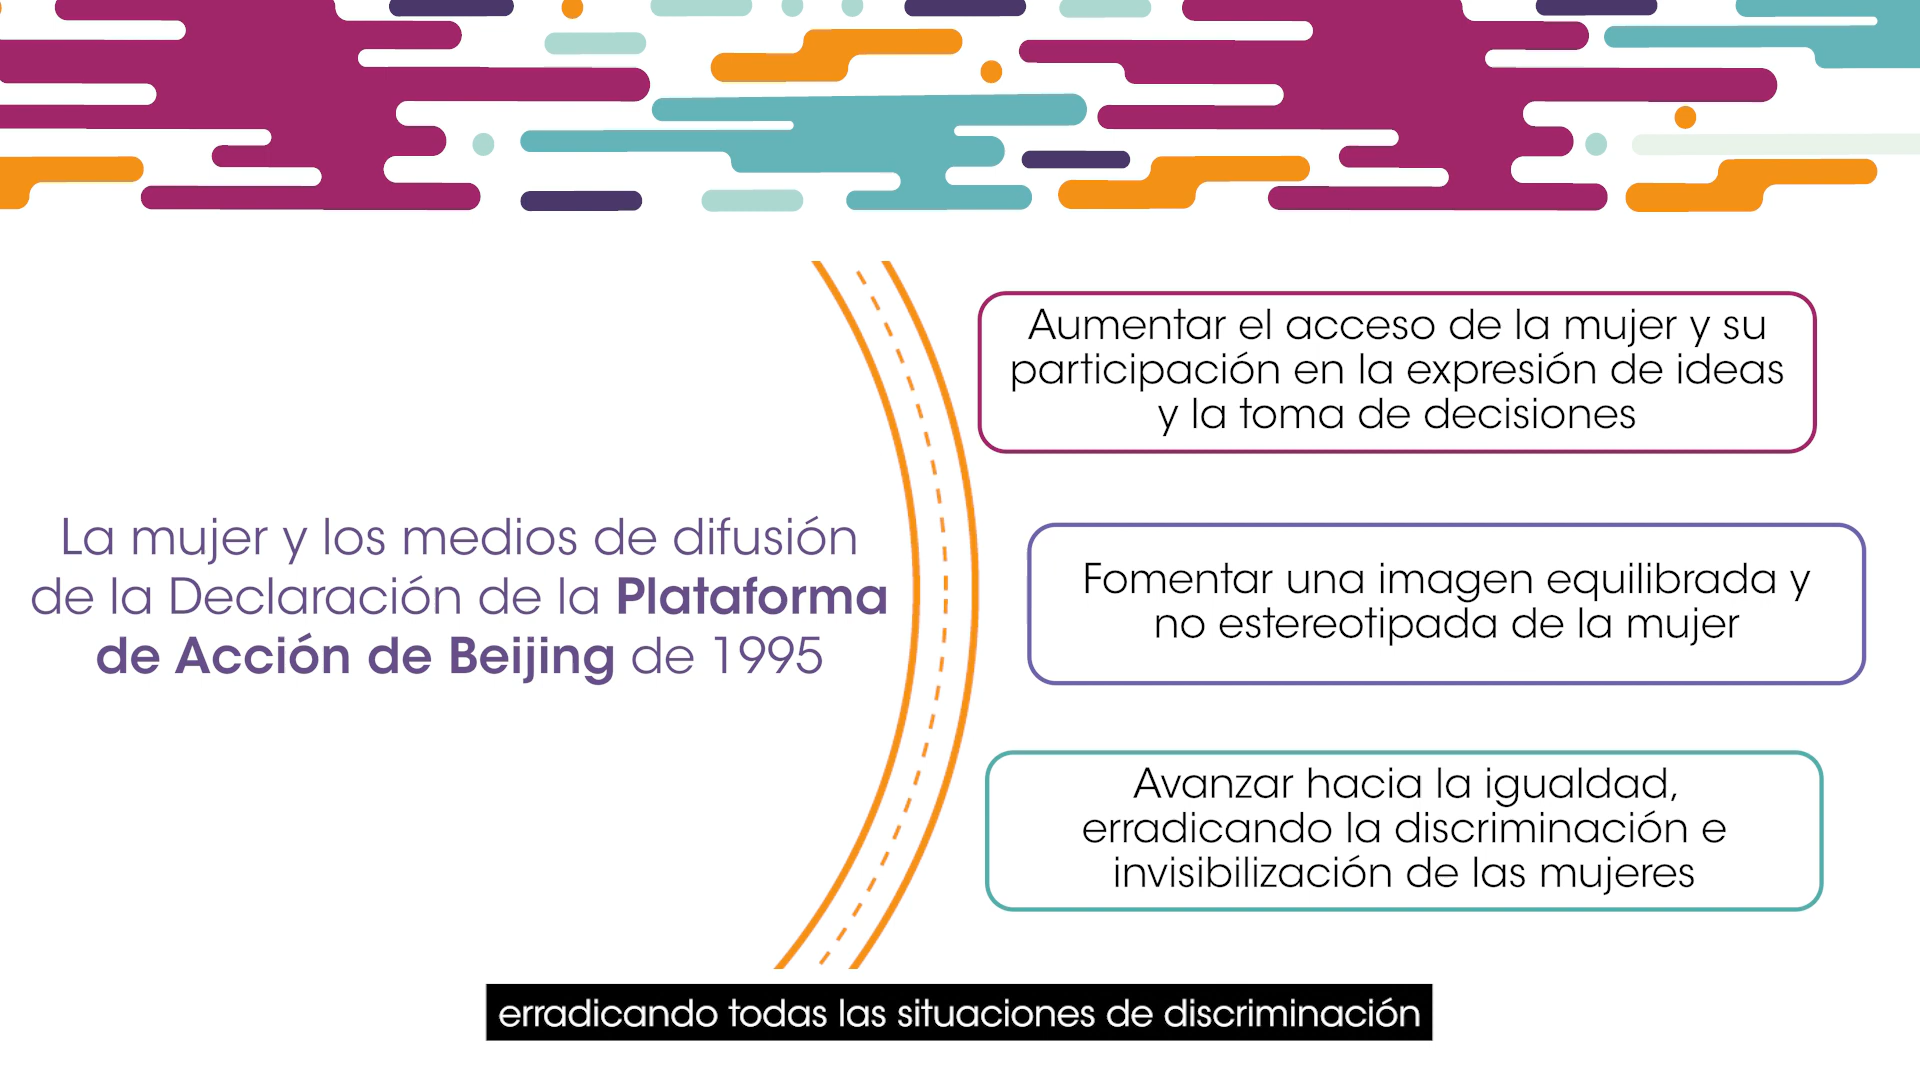 La mujer y los medios de difusión
de la Declaración de la Plataforma
de Acción de Beijing de 1995
Aumentar el acceso de la mujer y su
participación en la expresión de ideas
y la toma de decisiones
Fomentar una imagen equilibrada y
no estereotipada de la mujer
Avanzar hacia la igualdad,
erradicando la discriminación e
invisibilización de las mujeres
erradicando todas las situaciones de discriminación